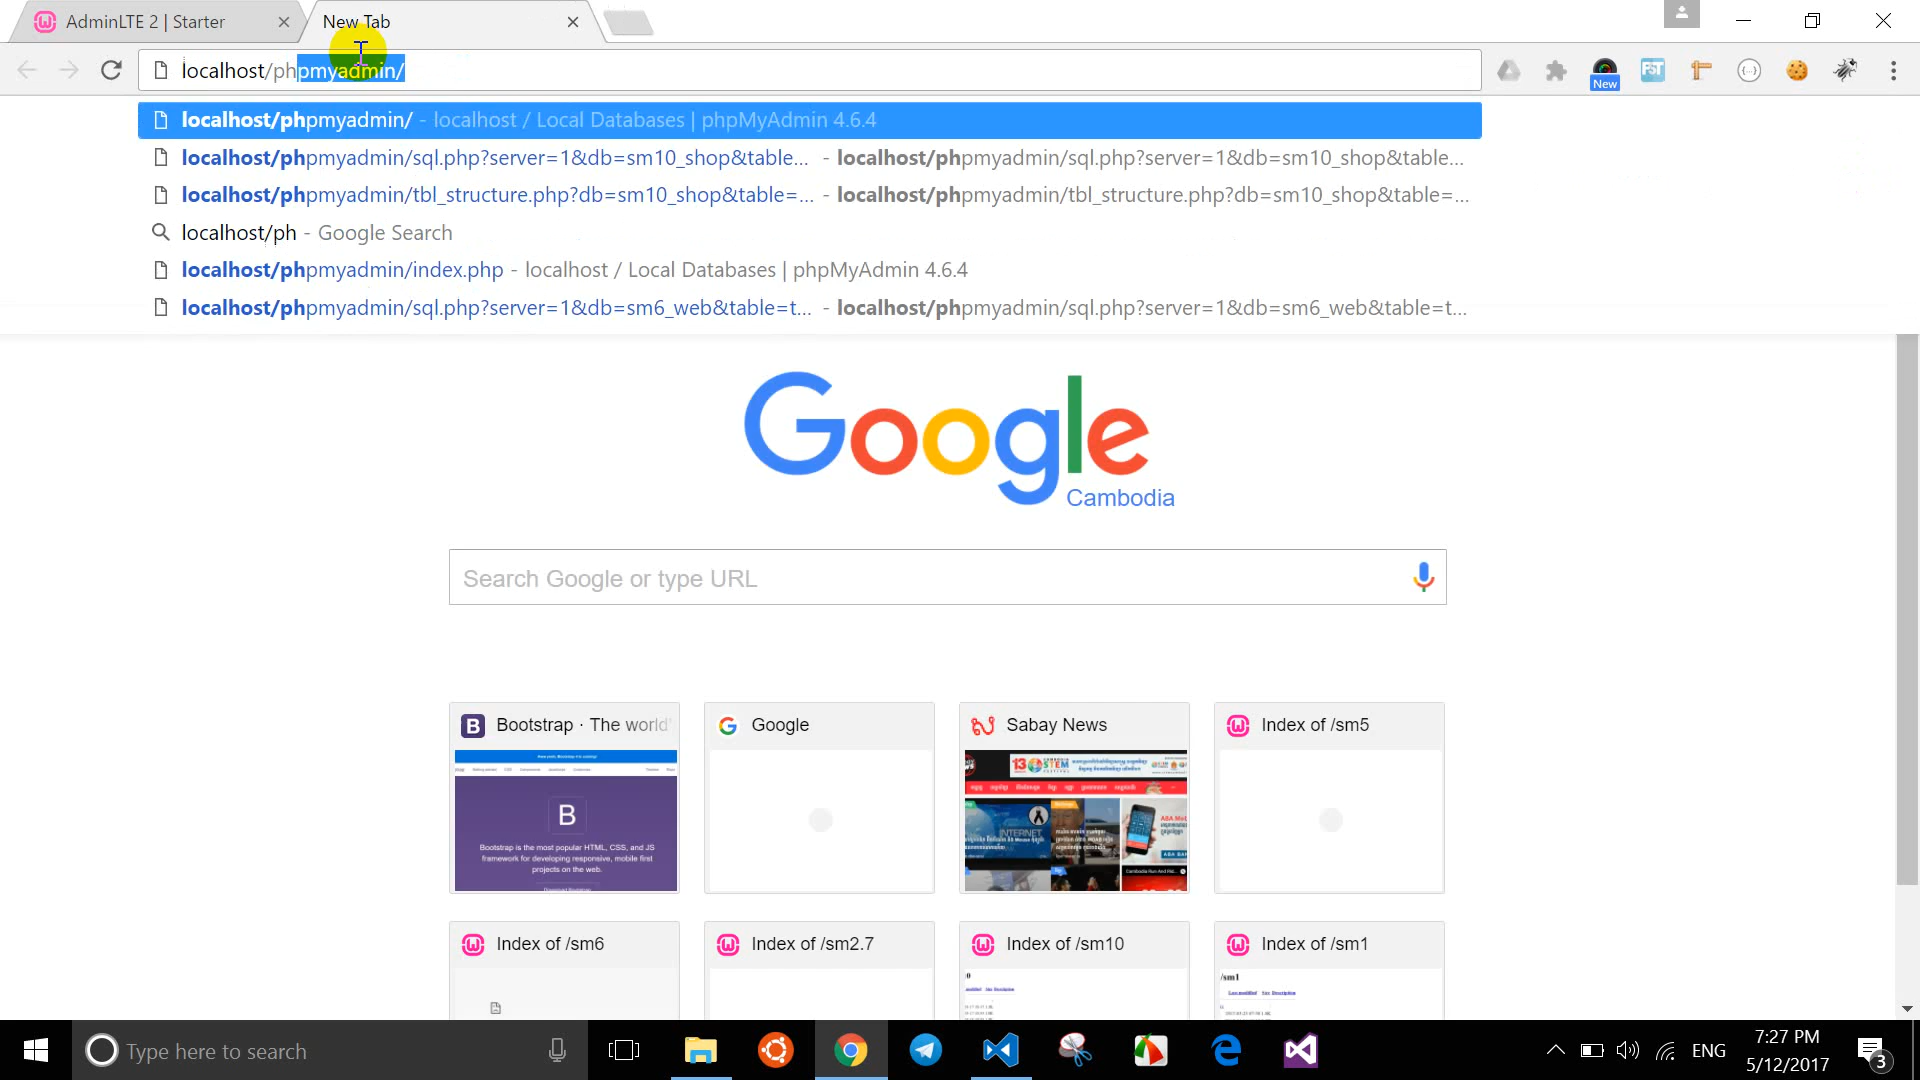 AdminLTE 2 | Starter
New Tab
localhost/phpmyadmin/
New
localhost/phpmyadmin/ - localhost / Local Databases | phpMyAdmin 4.6.4
localhost/phpmyadmin/sql.php?server=1&db=sm10_shop&table... - localhost/phpmyadmin/sql.php?server=1&db=sm10_shop&table...
localhost/phpmyadmin/tbl_structure.php?db=sm10_shop&table=... - localhost/phpmyadmin/tbl_structure.php?db=sm10_shop&table=...
localhost/ph - Google Search
localhost/phpmyadmin/index.php - localhost / Local Databases | phpMyAdmin 4.6.4
localhost/phpmyadmin/sql.php?server=1&db=sm6_web&table=t... - localhost/phpmyadmin/sql.php?server=1&db=sm6_web&table=t...
Google
Cambodia
Search Google or type URL
Bootstrap · The world'
Google
Sabay News
Index of /sm5
B
Bootstrap is the most popular HTML, CSS, and JS
framework for developing responsive, mobile first
projects on the web.
INTERNET
Index of /sm6
Index of /sm2.7
Index of /sm10
Index of /sm1
/sm1
Type here to search
ENG
7:27 PM
5/12/2017
3